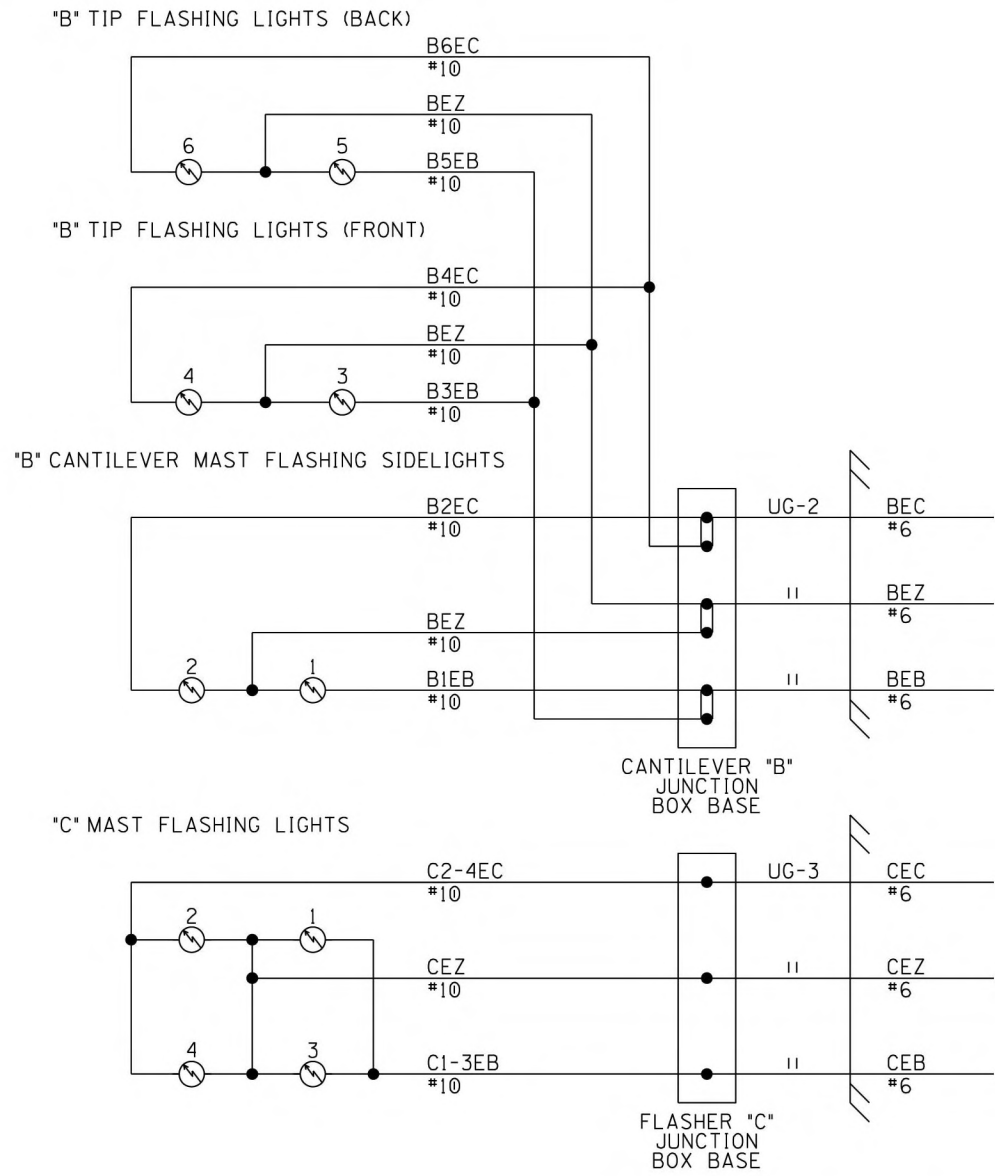 "B" TIP FLASHING LIGHTS (BACK)
B6EC
#10
BEZ
#10
6
5
B5EB
#10
"B" TIP FLASHING LIGHTS (FRONT)
B4EC
#10
BEZ
#10
4
3
B3EB
#10
"B" CANTILEVER MAST FLASHING SIDELIGHTS
B2EC
#10
UG-2
BEC
#6
BEZ
#10
"
BEZ
#6
2
1
B1EB
#10
"
BEB
#6
CANTILEVER "B"
JUNCTION
BOX BASE
"C" MAST FLASHING LIGHTS
C2-4EC
#10
UG-3
CEC
#6
2
1
CEZ
#10
"
CEZ
#6
4
3
C1-3EB
#10
"
CEB
#6
FLASHER "C"
JUNCTION
BOX BASE